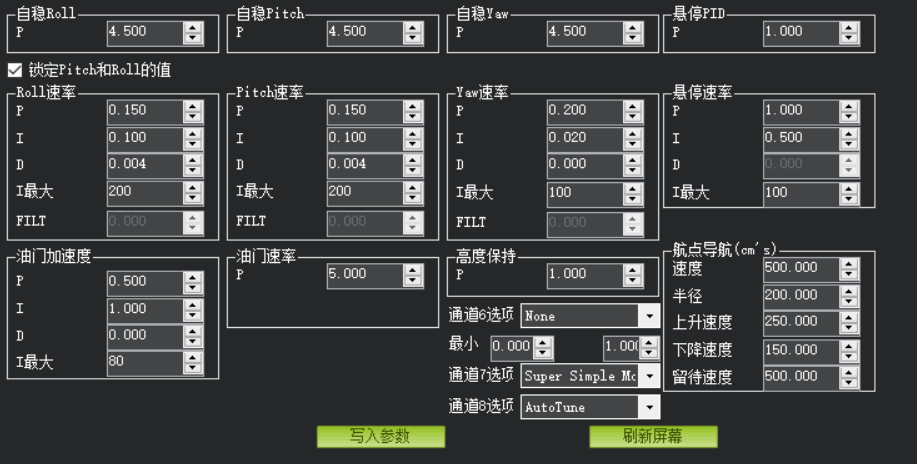 自稳Roll 自稳Pitch 自稳Yaw 悬停PID
P 4.500 P 4.500 P 4.500 P 1.000
锁定Pitch和Roll的值
Roll速率 Pitch速率 Yaw速率 悬停速率
P 0.150 P 0.150 P 0.200 P 1.000
I 0.100 I 0.100 I 0.020 I 0.500
D 0.004 D 0.004 D 0.000 D 0.000
I最大 200 I最大 200 I最大 100 I最大 100
FILT 0.000 FILT 0.000 FILT 0.000
油门加速度 油门速率 高度保持 航点导航(cm's)
P 0.500 P 5.000 P 1.000 速度 500.000
I 1.000 通道6选项 None 半径 200.000
D 0.000 最小 0.000 1.000 上升速度 250.000
I最大 80 通道7选项 Super Simple Mo 下降速度 150.000
通道8选项 AutoTune 留待速度 500.000
写入参数 刷新屏幕